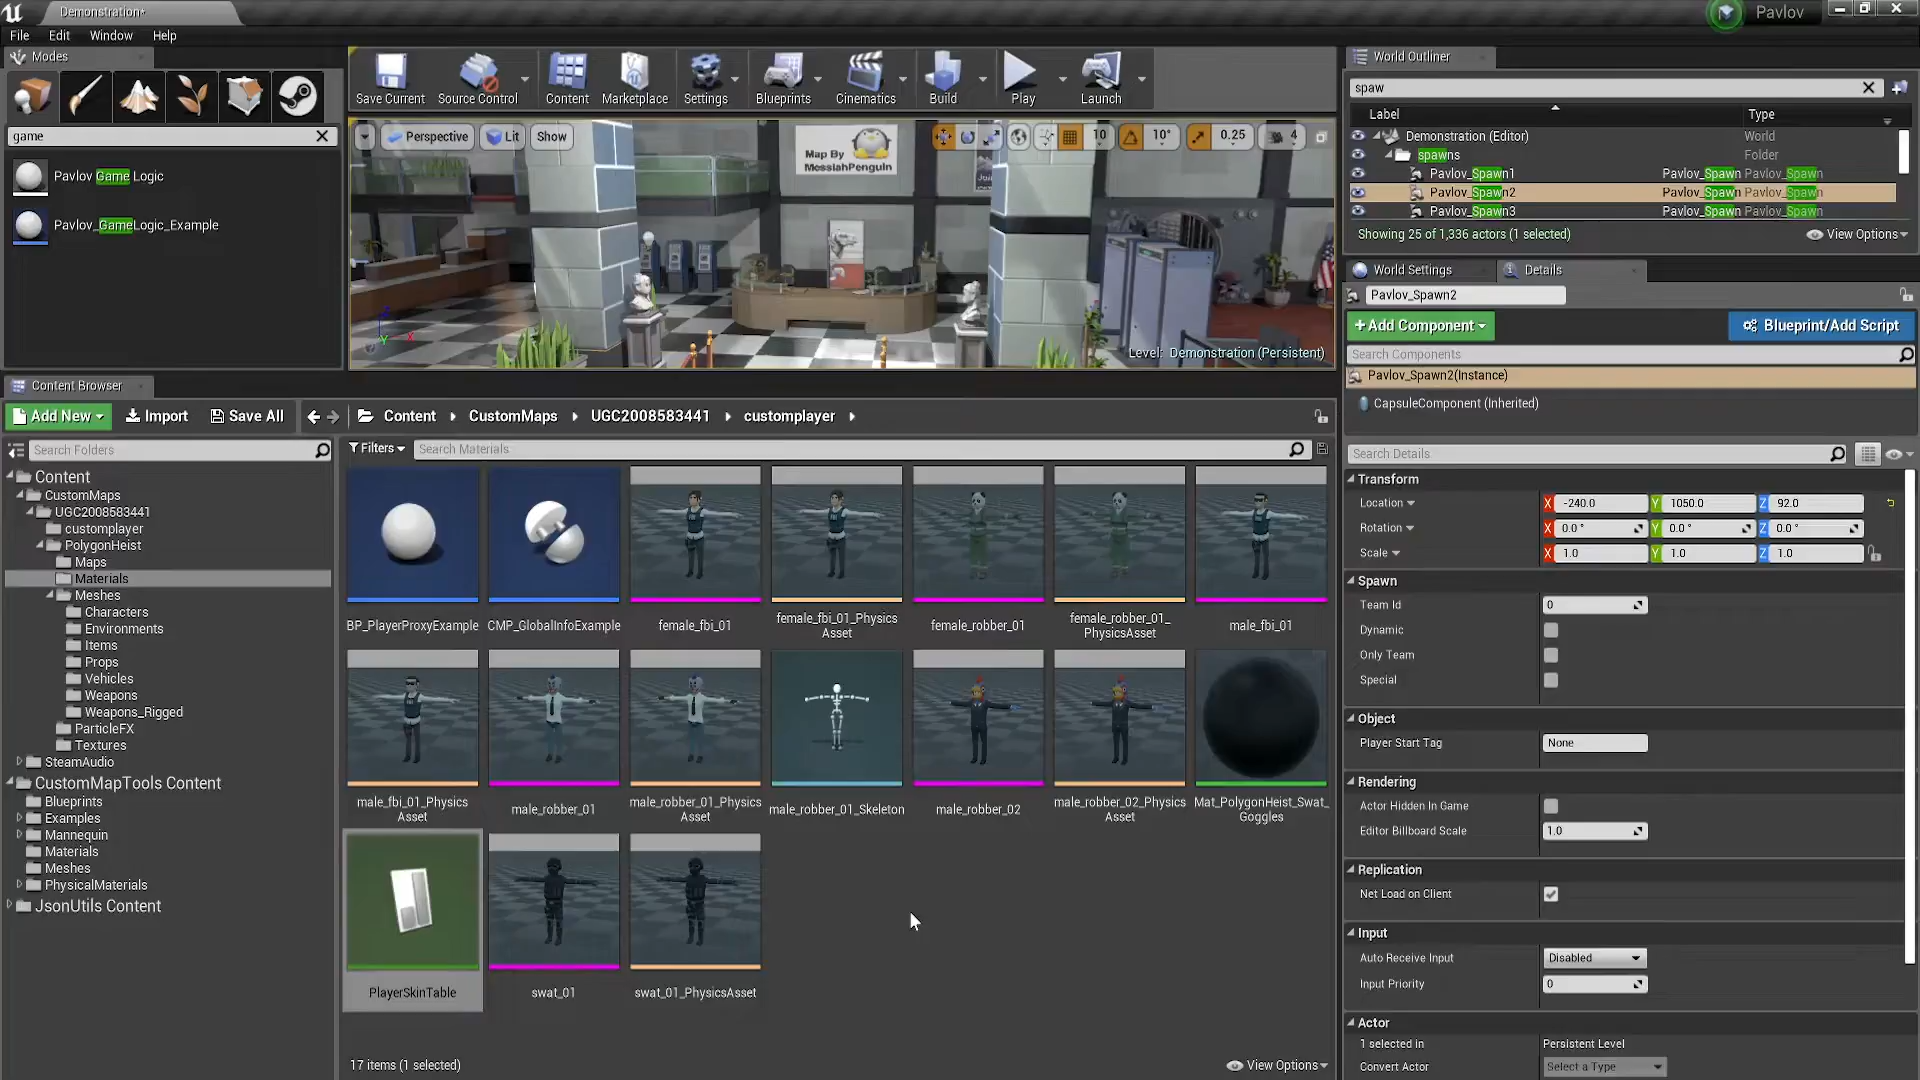 Demonstration*
Pavlov
File Edit Window Help
Modes
game
Pavlov Game Logic
Pavlov_GameLogic_Example
Save Current
Source Control
Content
Marketplace
Settings
Blueprints
Cinematics
Build
Play
Launch
Perspective
Lit
Show
10
10°
0.25
4
Map By
MessiahPenguin
Level: Demonstration (Persistent)
World Outliner
spaw
Label Type
Demonstration (Editor) World
spawns Folder
Pavlov_Spawn1 Pavlov_Spawn Pavlov_Spawn
Pavlov_Spawn2 Pavlov_Spawn Pavlov_Spawn
Pavlov_Spawn3 Pavlov_Spawn Pavlov_Spawn
Showing 25 of 1,336 actors (1 selected)
View Options
World Settings
Details
Pavlov_Spawn2
+Add Component
Blueprint/Add Script
Search Components
Pavlov_Spawn2(Instance)
CapsuleComponent (Inherited)
Search Details
Transform
Location X -240.0 Y 1050.0 Z 92.0
Rotation X 0.0 ° Y 0.0 ° Z 0.0 °
Scale X 1.0 Y 1.0 Z 1.0
Spawn
Team Id 0
Dynamic
Only Team
Special
Object
Player Start Tag None
Rendering
Actor Hidden In Game
Editor Billboard Scale 1.0
Replication
Net Load on Client
Input
Auto Receive Input Disabled
Input Priority 0
Actor
1 selected in Persistent Level
Convert Actor Select a Type
Content Browser
Add New
Import
Save All
Content CustomMaps UGC2008583441 customplayer
Search Folders
Filters
Search Materials
Content
CustomMaps
UGC2008583441
customplayer
PolygonHeist
Maps
Materials
Meshes
Characters
Environments
Items
Props
Vehicles
Weapons
Weapons_Rigged
ParticleFX
Textures
SteamAudio
CustomMapTools Content
Blueprints
Examples
Mannequin
Materials
Meshes
PhysicalMaterials
JsonUtils Content
BP_PlayerProxyExample
CMP_GlobalInfoExample
female_fbi_01
female_fbi_01_Physics
Asset
female_robber_01
female_robber_01_
PhysicsAsset
male_fbi_01
male_fbi_01_Physics
Asset
male_robber_01
male_robber_01_Physics
Asset
male_robber_01_Skeleton
male_robber_02
male_robber_02_Physics
Asset
Mat_PolygonHeist_Swat_
Goggles
PlayerSkinTable
swat_01
swat_01_PhysicsAsset
17 items (1 selected)
View Options